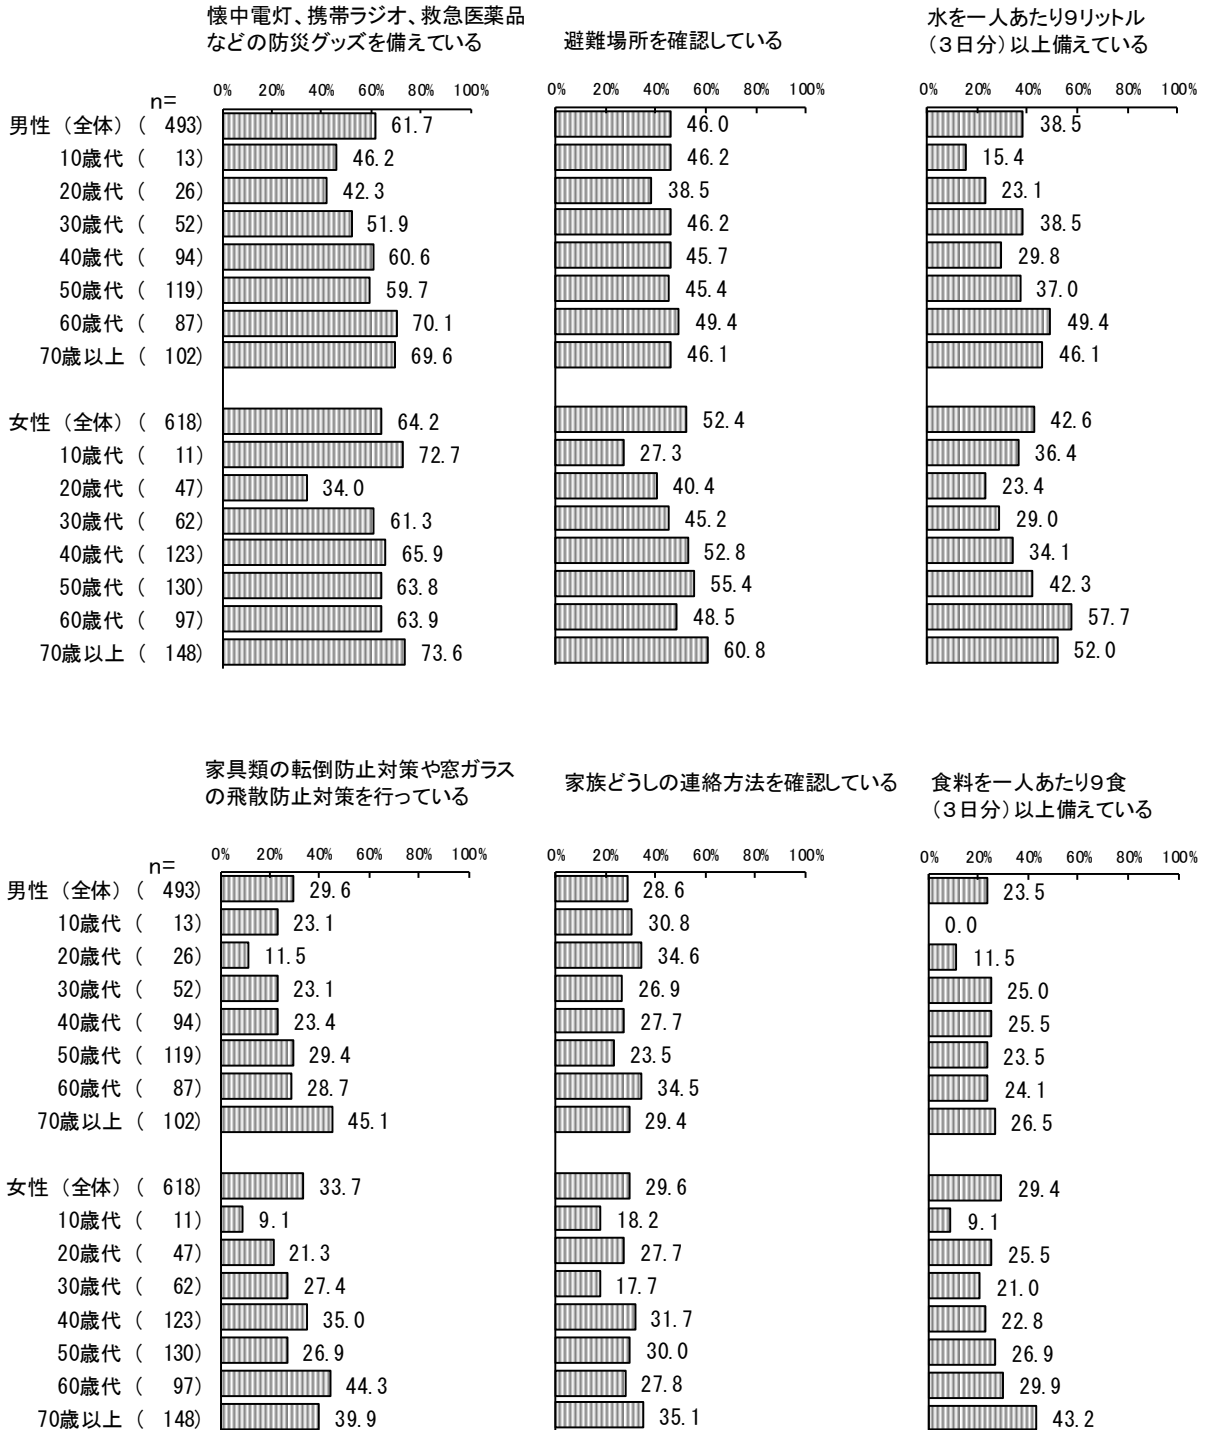 懐中電灯、携帯ラジオ、救急医薬品
などの防災グッズを備えている
避難場所を確認している
水を一人あたり9リットル
(3日分)以上備えている
0% 20% 40% 60% 80% 100% 0% 20% 40% 60% 80% 100% 0% 20% 40% 60% 80% 100%
n=
男性(全体)( 493) 61.7 46.0 38.5
10歳代( 13) 46.2 46.2 15.4
20歳代( 26) 42.3 38.5 23.1
30歳代( 52) 51.9 46.2 38.5
40歳代( 94) 60.6 45.7 29.8
50歳代( 119) 59.7 45.4 37.0
60歳代( 87) 70.1 49.4 49.4
70歳以上( 102) 69.6 46.1 46.1
女性(全体)( 618) 64.2 52.4 42.6
10歳代( 11) 72.7 27.3 36.4
20歳代( 47) 34.0 40.4 23.4
30歳代( 62) 61.3 45.2 29.0
40歳代( 123) 65.9 52.8 34.1
50歳代( 130) 63.8 55.4 42.3
60歳代( 97) 63.9 48.5 57.7
70歳以上( 148) 73.6 60.8 52.0
家具類の転倒防止対策や窓ガラス
の飛散防止対策を行っている
家族どうしの連絡方法を確認している
食料を一人あたり9食
(3日分)以上備えている
0% 20% 40% 60% 80% 100% 0% 20% 40% 60% 80% 100% 0% 20% 40% 60% 80% 100%
n=
男性(全体)( 493) 29.6 28.6 23.5
10歳代( 13) 23.1 30.8 0.0
20歳代( 26) 11.5 34.6 11.5
30歳代( 52) 23.1 26.9 25.0
40歳代( 94) 23.4 27.7 25.5
50歳代( 119) 29.4 23.5 23.5
60歳代( 87) 28.7 34.5 24.1
70歳以上( 102) 45.1 29.4 26.5
女性(全体)( 618) 33.7 29.6 29.4
10歳代( 11) 9.1 18.2 9.1
20歳代( 47) 21.3 27.7 25.5
30歳代( 62) 27.4 17.7 21.0
40歳代( 123) 35.0 31.7 22.8
50歳代( 130) 26.9 30.0 26.9
60歳代( 97) 44.3 27.8 29.9
70歳以上( 148) 39.9 35.1 43.2